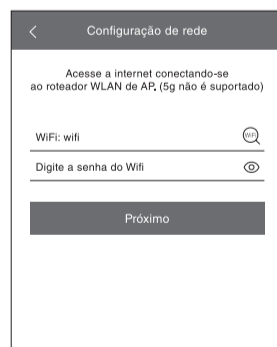 Configuração de rede
Acesse a internet conectando-se
ao roteador WLAN de AP. (5g não é suportado)
WiFi: wifi
WiFi
Digite a senha do Wifi
Próximo